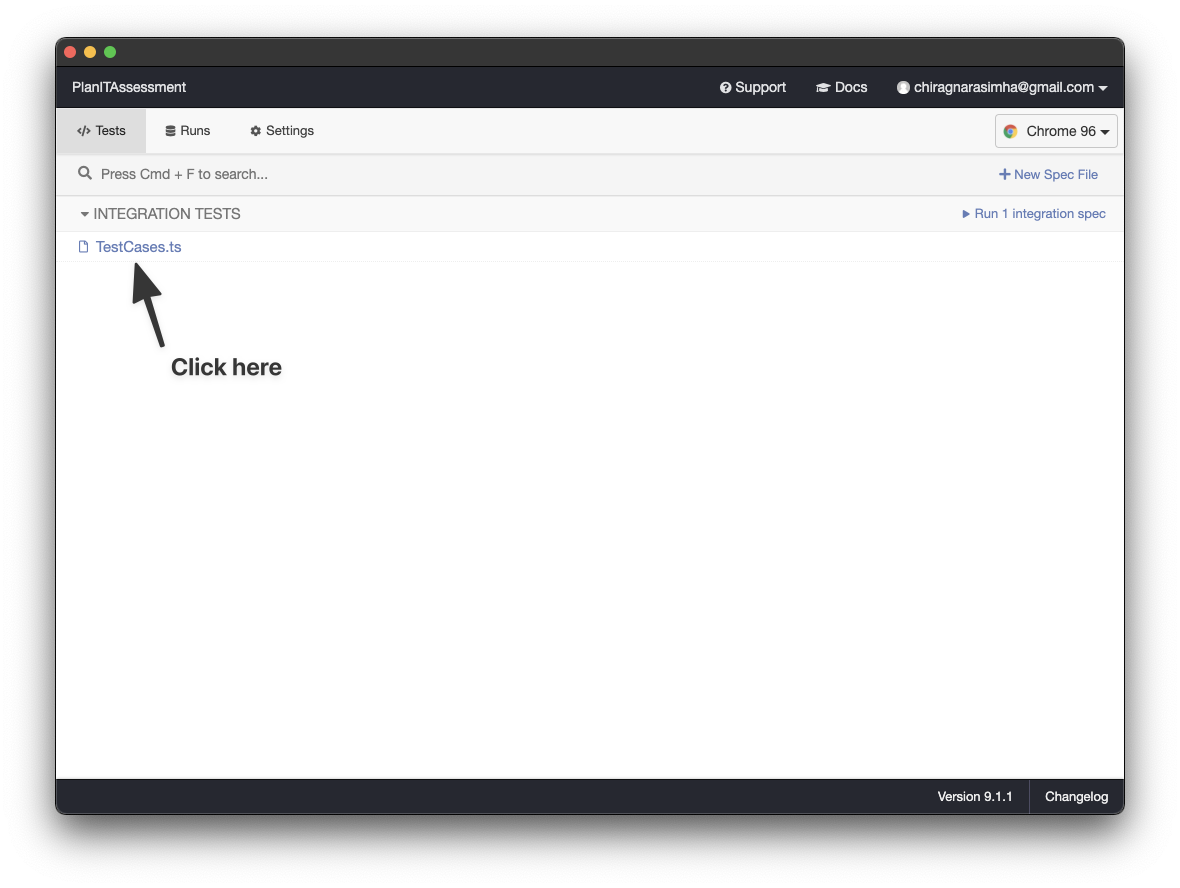 PlanITAssessment Support Docs chiragnarasimha@gmail.com
Tests Runs Settings Chrome 96
Press Cmd + F to search... New Spec File
INTEGRATION TESTS Run 1 integration spec
TestCases.ts
Click here
Version 9.1.1 Changelog